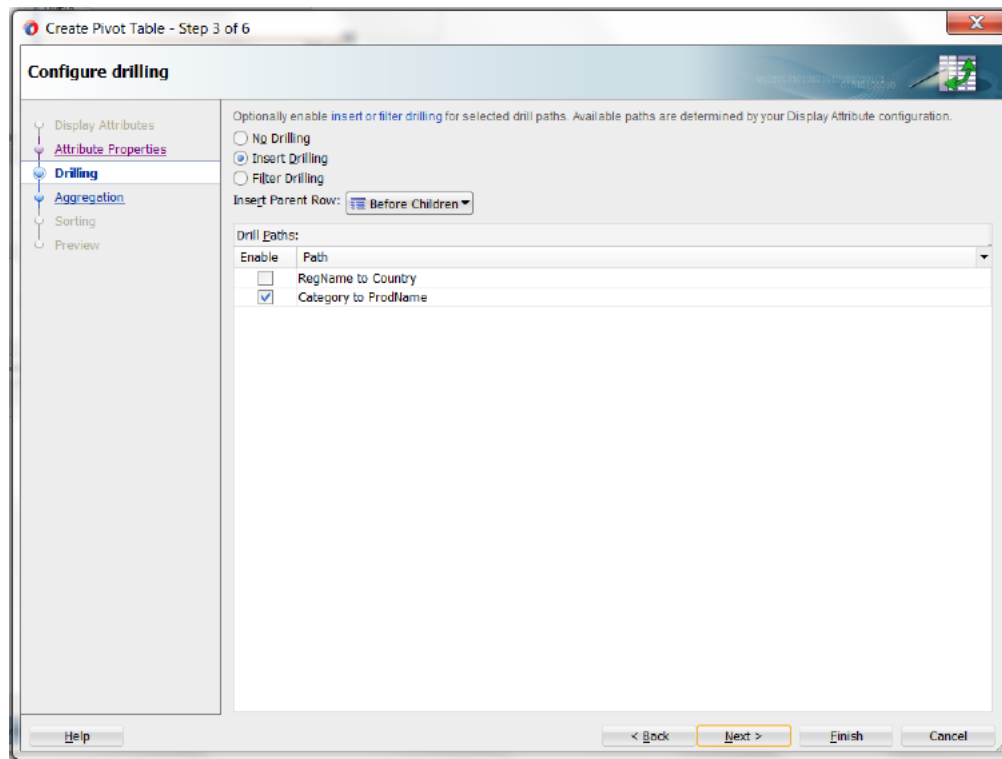 Create Pivot Table - Step 3 of 6
Configure drilling
Display Attributes
Attribute Properties
Drilling
Aggregation
Sorting
Preview
Optionally enable insert or filter drilling for selected drill paths. Available paths are determined by your Display Attribute configuration.
No Drilling
Insert Drilling
Filter Drilling
Insert Parent Row: Before Children
Drill Paths:
Enable Path
RegName to Country
Category to ProdName
Help < Back Next > Finish Cancel